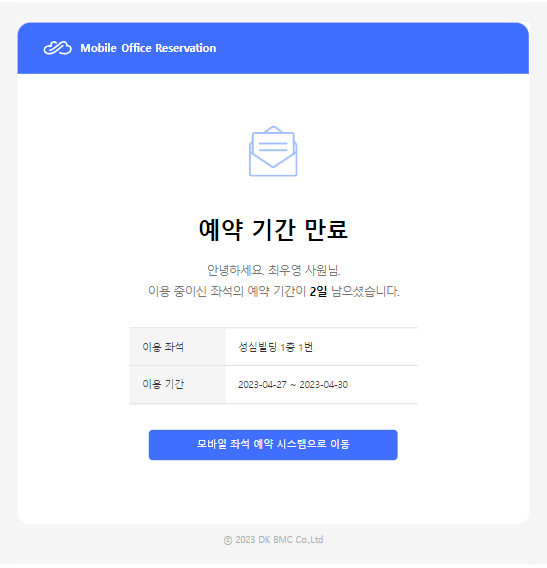 Mobile Office Reservation
예약 기간 만료
안녕하세요. 최우영 사원님.
이용 중이신 좌석의 예약 기간이 2일 남으셨습니다.
이용 좌석
성심빌딩 1층 1번
이용 기간
2023-04-27 ~ 2023-04-30
모바일 좌석 예약 시스템으로 이동
ⓒ 2023 DK BMC Co.,Ltd